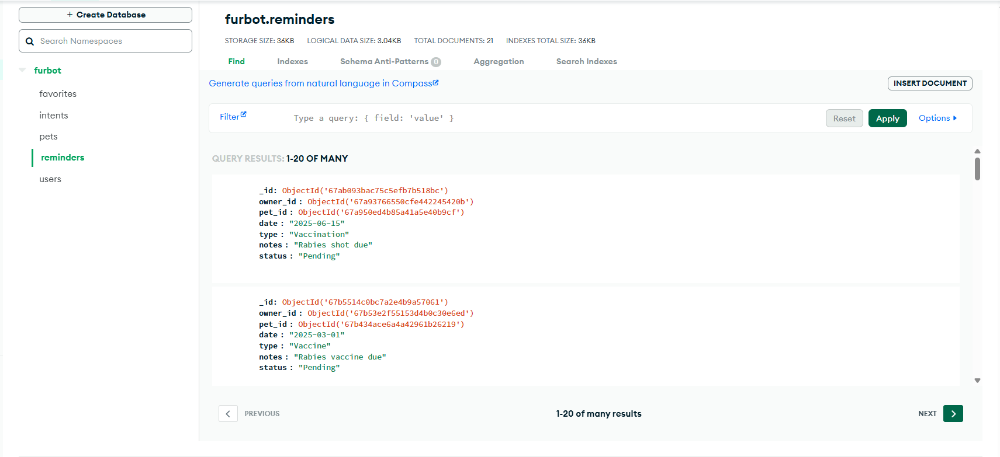 + Create Database
Search Namespaces
furbot
favorites
intents
pets
reminders
users
furbot.reminders
STORAGE SIZE: 36KB LOGICAL DATA SIZE: 3.04KB TOTAL DOCUMENTS: 21 INDEXES TOTAL SIZE: 36KB
Find Indexes Schema Anti-Patterns 0 Aggregation Search Indexes
Generate queries from natural language in Compass
INSERT DOCUMENT
Filter Type a query: { field: 'value' } Reset Apply Options
QUERY RESULTS: 1-20 OF MANY
_id: ObjectId('67ab093bac75c5efb7b518bc')
owner_id : ObjectId('67a93766550cfe442245420b')
pet_id : ObjectId('67a950ed4b85a41a5e40b9cf')
date : "2025-06-15"
type : "Vaccination"
notes : "Rabies shot due"
status : "Pending"
_id: ObjectId('67b5514c0bc7a2e4b9a57061')
owner_id : ObjectId('67b53e2f55153d4b0c30e6ed')
pet_id : ObjectId('67b434ace6a4a42961b26219')
date : "2025-03-01"
type : "Vaccine"
notes : "Rabies vaccine due"
status : "Pending"
PREVIOUS 1-20 of many results NEXT